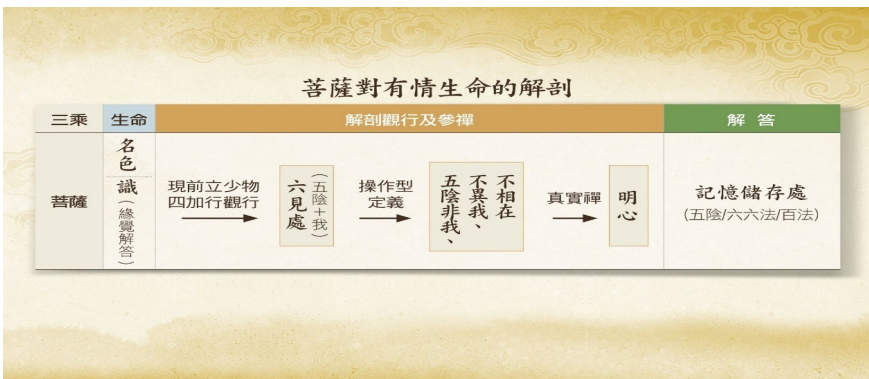 菩薩對有情生命的解剖
三乘
生命
解剖觀行及參禪
解答
菩薩
名色
識(緣覺解答)
現前立少物
四加行觀行
六見處
(五陰+我)
操作型
定義
五陰非我、
不異我、
不相在
真實禪
明心
記憶儲存處
(五陰/六六法/百法)